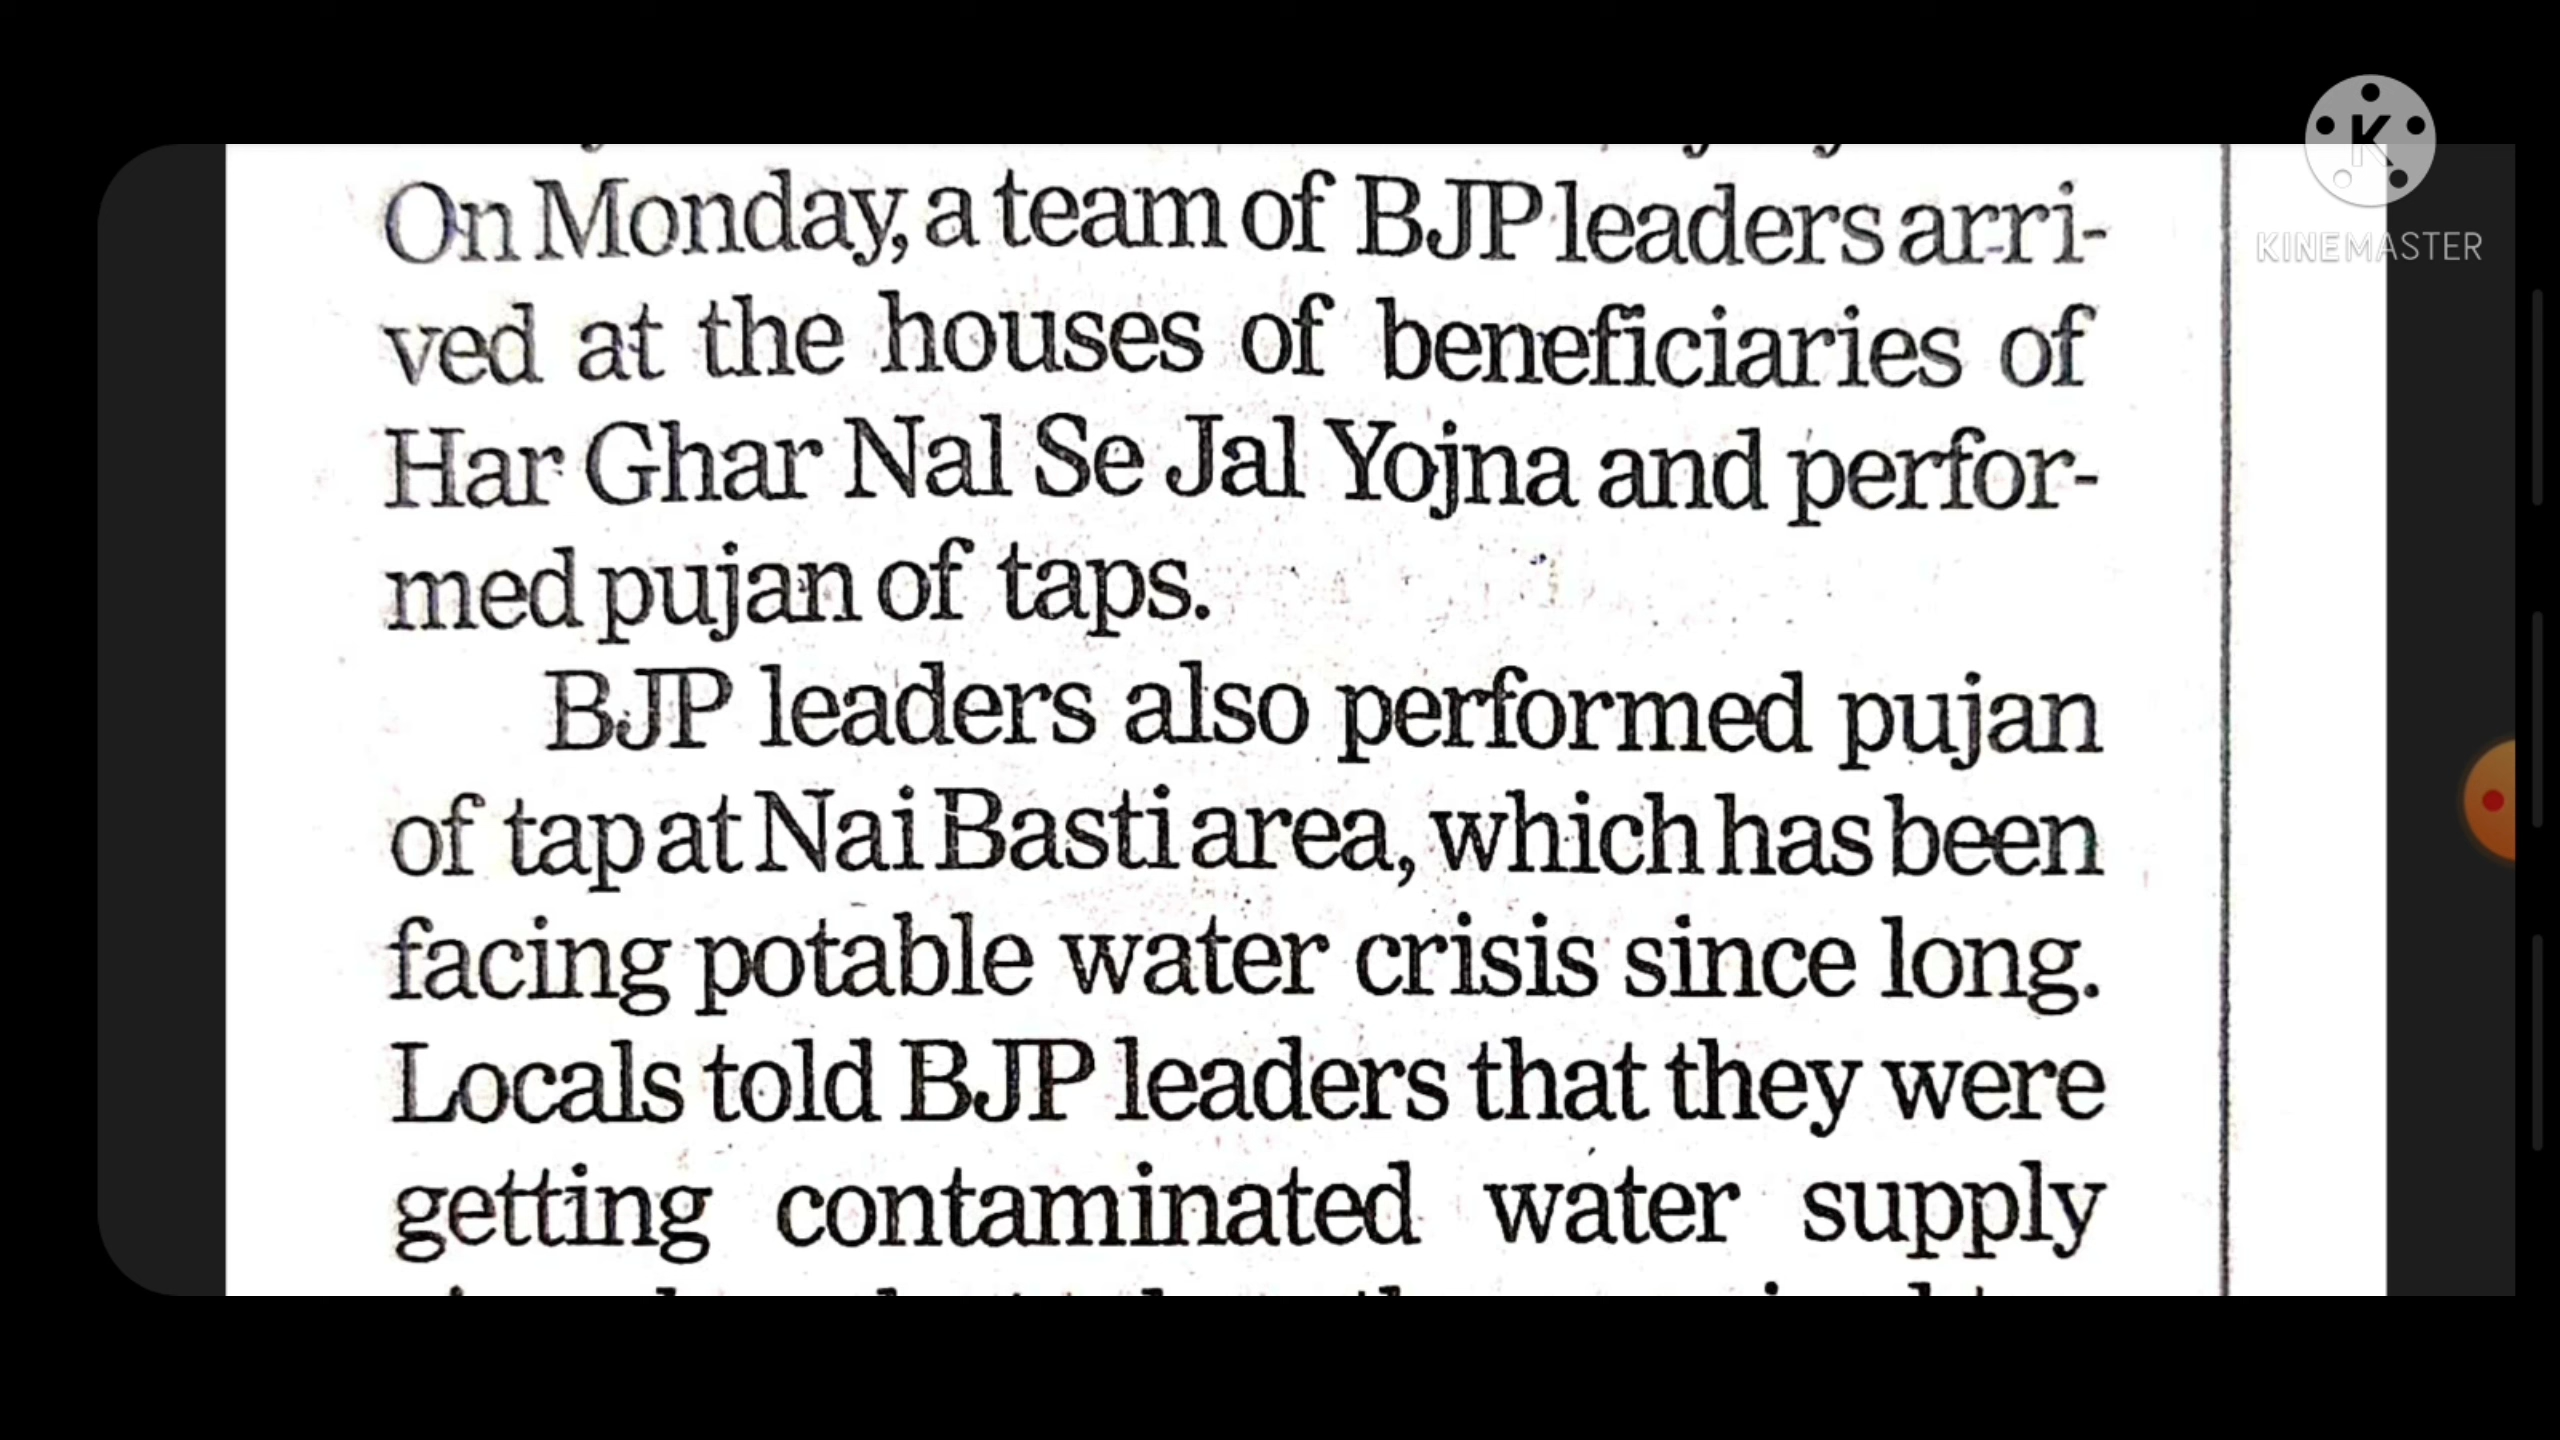 On Monday, a team of BJP leaders arri-
ved at the houses of beneficiaries of
Har Ghar Nal Se Jal Yojna and perfor-
med pujan of taps.
BJP leaders also performed pujan
of tap at Nai Basti area, which has been
facing potable water crisis since long.
Locals told BJP leaders that they were
getting contaminated water supply
K
KINEMASTER